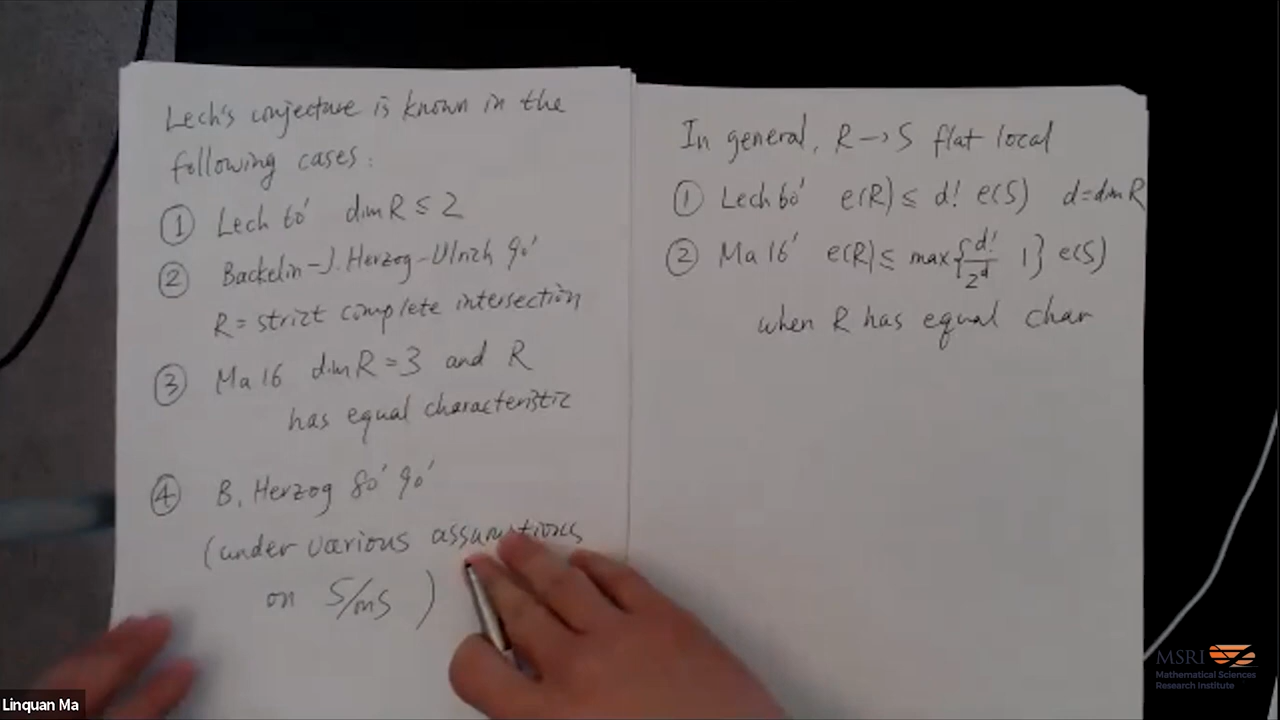 Lech's conjecture is known in the
following cases:
① Lech 60' dim R ≤ 2
② Backelin-J. Herzog-Ulrich 90'
R = strict complete intersection
③ Ma 16 dim R = 3 and R
has equal characteristic
④ B. Herzog 80' 90'
(under various assumptions
on S/mS )
In general, R → S flat local
① Lech 60' e(R) ≤ d! e(S) d = dim R
② Ma 16' e(R) ≤ max{d!/2^d 1} e(S)
when R has equal char
MSRI
Mathematical Sciences
Research Institute
Linquan Ma